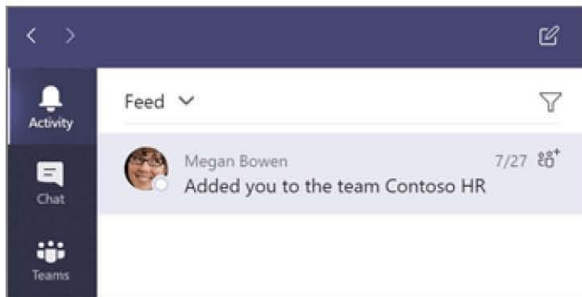 Activity
Chat
Teams
Feed
Megan Bowen 7/27
Added you to the team Contoso HR